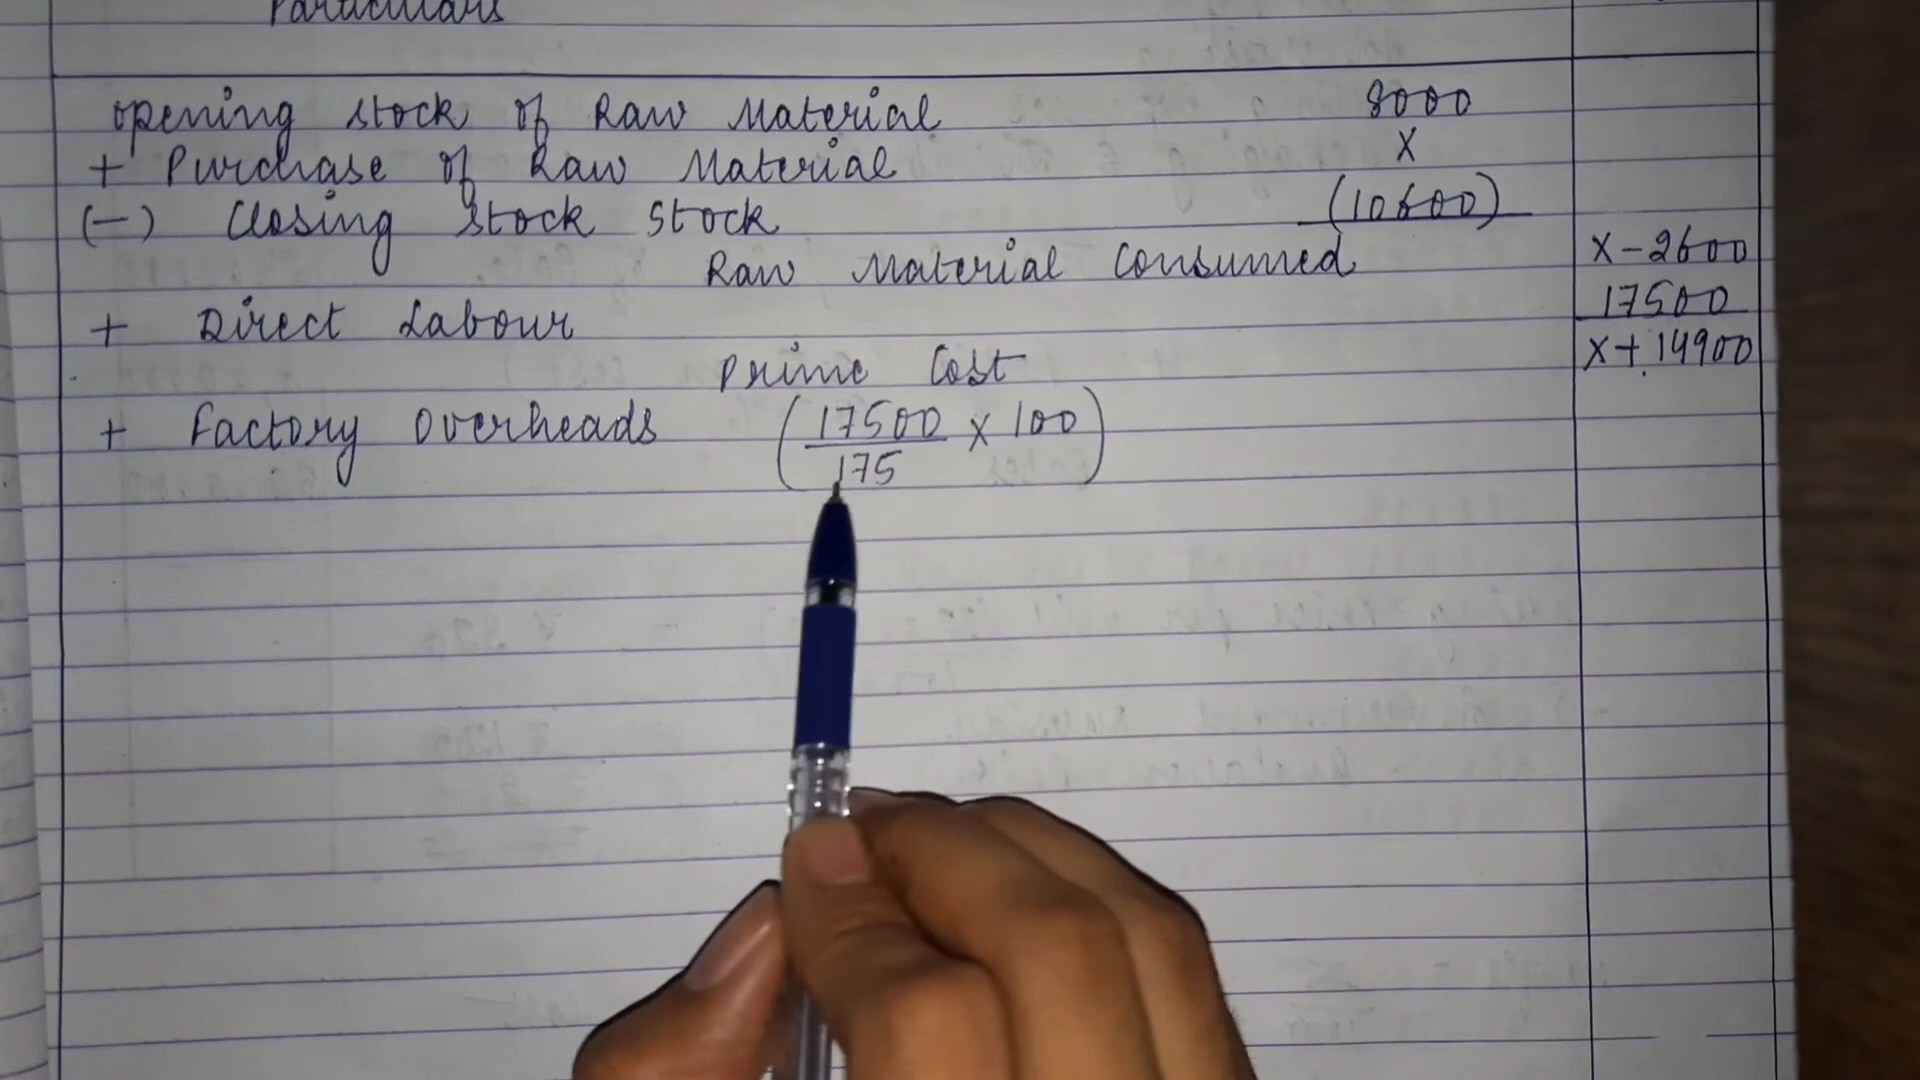 Particulars
Opening Stock of Raw Material 8000
+ Purchase of Raw Material X
(-) Closing Stock Stock (10600)
Raw Material Consumed X-2600
+ Direct Labour 17500
Prime Cost X+14900
+ Factory Overheads (17500/175 × 100)